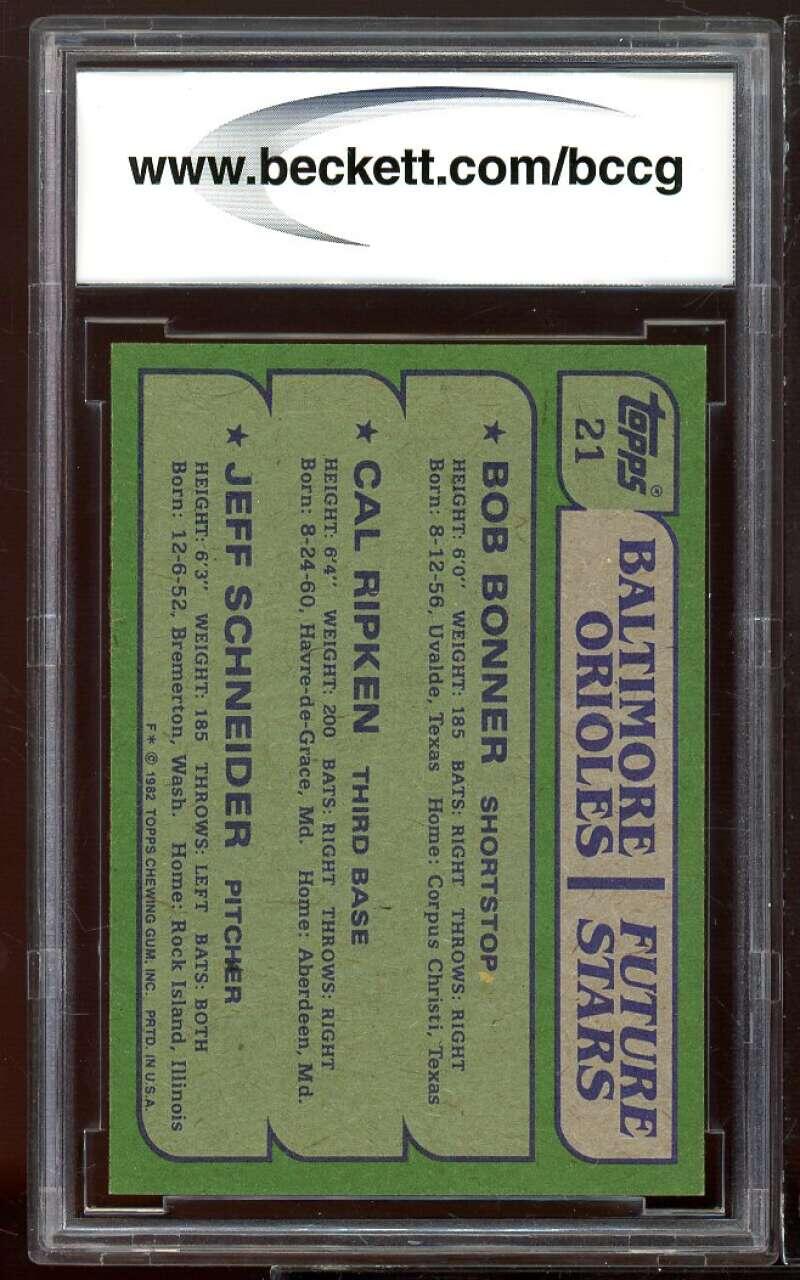 www.beckett.com/bccg
topps®
21
BALTIMORE ORIOLES
FUTURE STARS
★ BOB BONNER SHORTSTOP
HEIGHT: 6'0" WEIGHT: 185 BATS: RIGHT THROWS: RIGHT
Born: 8-12-56, Uvalde, Texas Home: Corpus Christi, Texas
★ CAL RIPKEN THIRD BASE
HEIGHT: 6'4" WEIGHT: 200 BATS: RIGHT THROWS: RIGHT
Born: 8-24-60, Havre-de-Grace, Md. Home: Aberdeen, Md.
★ JEFF SCHNEIDER PITCHER
HEIGHT: 6'3" WEIGHT: 185 THROWS: LEFT BATS: BOTH
Born: 12-6-52, Bremerton, Wash. Home: Rock Island, Illinois
F* © 1982 TOPPS CHEWING GUM, INC. PRTD. IN U.S.A.